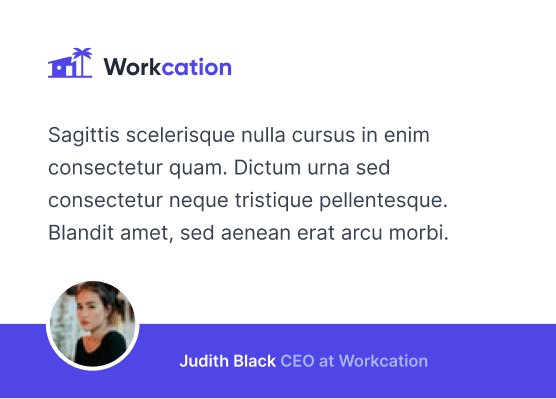 Workcation
Sagittis scelerisque nulla cursus in enim
consectetur quam. Dictum urna sed
consectetur neque tristique pellentesque.
Blandit amet, sed aenean erat arcu morbi.
Judith Black CEO at Workcation